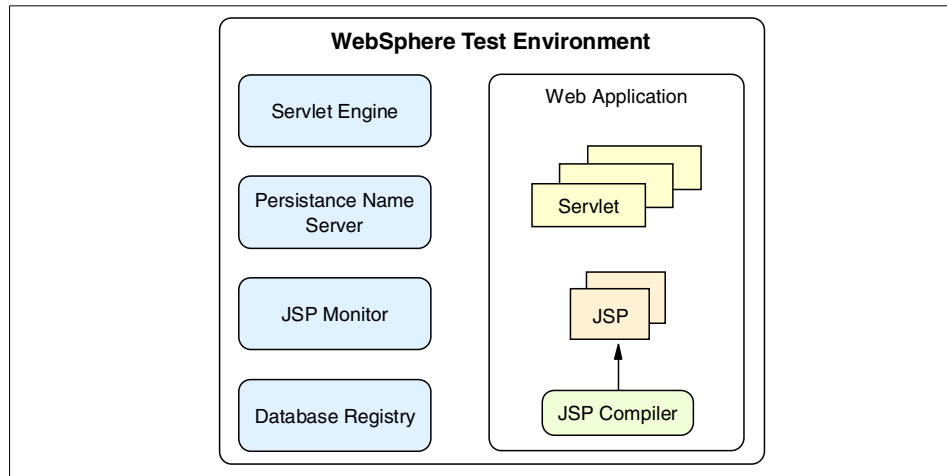 WebSphere Test Environment
Servlet Engine
Persistance Name
Server
JSP Monitor
Database Registry
Web Application
Servlet
JSP
JSP Compiler